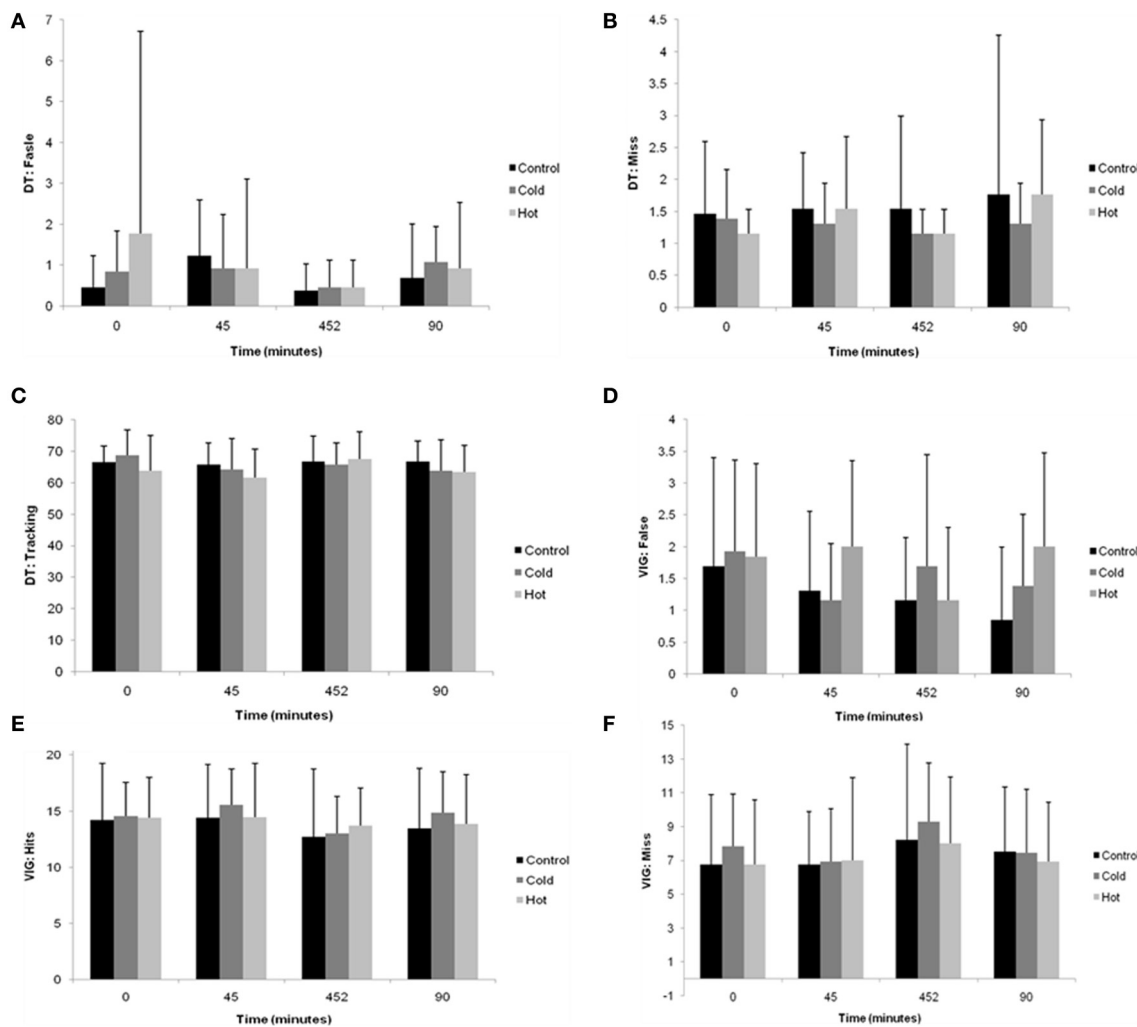 A
7
6
5
4
3
2
1
0
DT: Fasle
0 45 452 90
Time (minutes)
Control
Cold
Hot
B
4.5
4
3.5
3
2.5
2
1.5
1
0.5
0
DT: Miss
0 45 452 90
Time (minutes)
Control
Cold
Hot
C
80
70
60
50
40
30
20
10
0
DT: Tracking
0 45 452 90
Time (minutes)
Control
Cold
Hot
D
4
3.5
3
2.5
2
1.5
1
0.5
0
VIG: False
0 45 452 90
Time (minutes)
Control
Cold
Hot
E
20
15
10
5
0
VIG: Hits
0 45 452 90
Time (minutes)
Control
Cold
Hot
F
15
13
11
9
7
5
3
1
-1
VIG: Miss
0 45 452 90
Time (minutes)
Control
Cold
Hot